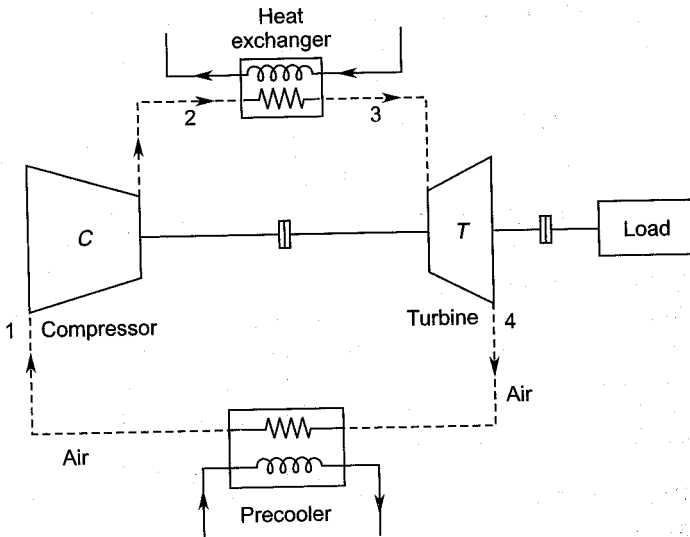 Heat
exchanger
2
3
C
T
Load
1
Compressor
Turbine
4
Air
Air
Precooler